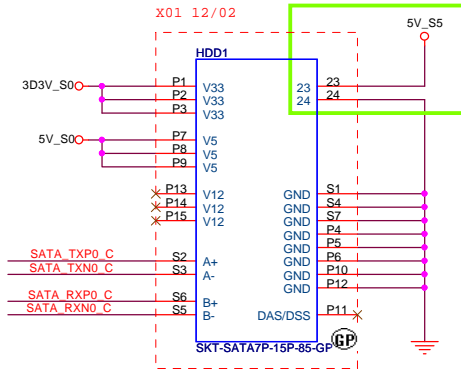 X01 12/02
5V_S5
HDD1
3D3V_S0 P1 V33 23 23
P2 V33 24 24
P3 V33
5V_S0 P7 V5
P8 V5
P9 V5
P13 V12 GND S1
P14 V12 GND S4
P15 V12 GND S7
GND P4
GND P5
SATA_TXP0_C S2 A+ GND P6
SATA_TXN0_C S3 A- GND P10
GND P12
SATA_RXP0_C S6 B+
SATA_RXN0_C S5 B- DAS/DSS P11
SKT-SATA7P-15P-85-GP GP